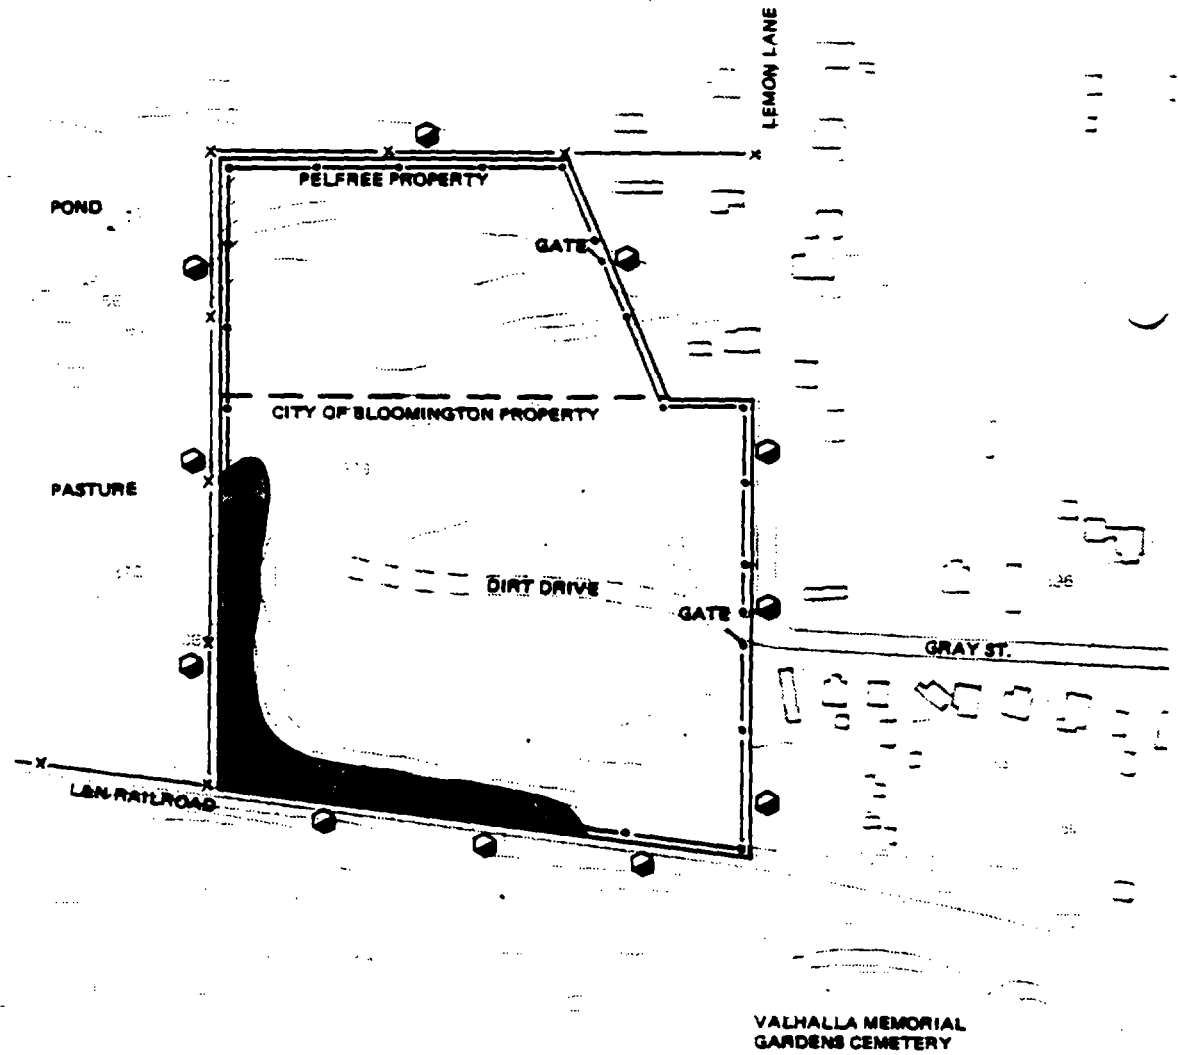 LEMON LANE
PELFREE PROPERTY
POND
GATE
CITY OF BLOOMINGTON PROPERTY
PASTURE
DIRT DRIVE
GATE
GRAY ST.
L&N RAILROAD
VALHALLA MEMORIAL
GARDENS CEMETERY